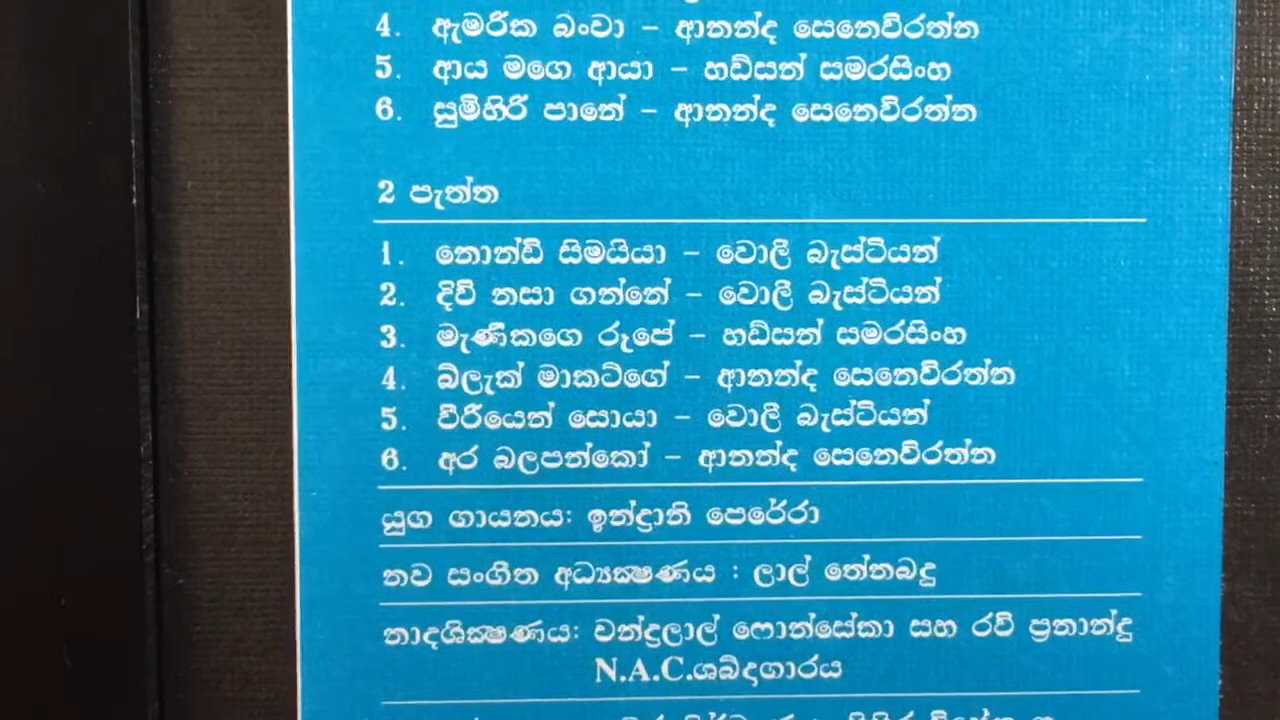 4. ඇමරික බංචා – ආනන්ද සෙනෙවිරත්න
5. ආය මගෙ ආයා – හඩ්සන් සමරසිංහ
6. සුමිහිරි පානේ – ආනන්ද සෙනෙවිරත්න
2 පැත්ත
1. නොන්ඩි සිමයියා – වොලී බැස්ටියන්
2. දිවි නසා ගන්නේ – වොලී බැස්ටියන්
3. මැණිකගෙ රූපේ – හඩ්සන් සමරසිංහ
4. බ්ලැක් මාකට්ගේ – ආනන්ද සෙනෙවිරත්න
5. වීරියෙන් සොයා – වොලී බැස්ටියන්
6. අර බලපන්කෝ – ආනන්ද සෙනෙවිරත්න
යුග ගායනය: ඉන්ද්‍රානි පෙරේරා
නව සංගීත අධ්‍යක්ෂණය : ලාල් තේනබදු
නාදශික්ෂණය: චන්ද්‍රලාල් ෆොන්සේකා සහ රවි ප්‍රනාන්දු
N.A.C.ශබ්දාගාරය